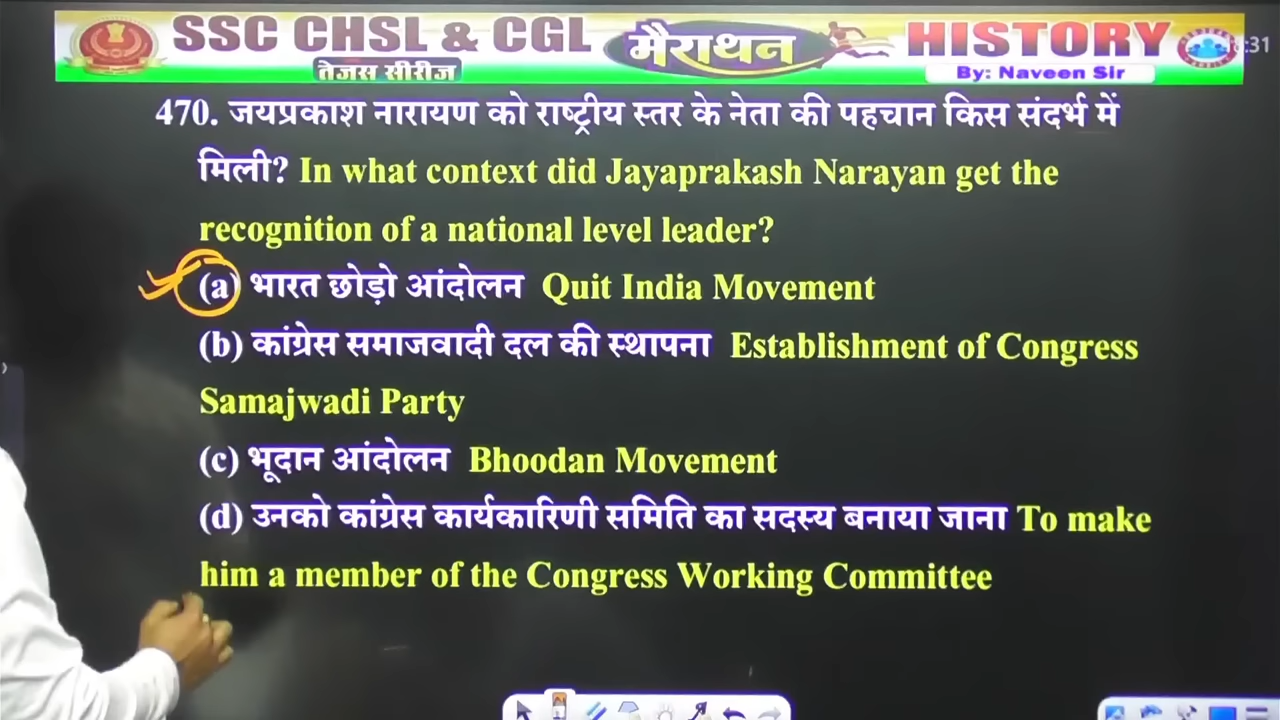 SSC CHSL & CGL मैराथन HISTORY
तेजस सीरीज By: Naveen Sir
470. जयप्रकाश नारायण को राष्ट्रीय स्तर के नेता की पहचान किस संदर्भ में
मिली? In what context did Jayaprakash Narayan get the
recognition of a national level leader?
(a) भारत छोड़ो आंदोलन Quit India Movement
(b) कांग्रेस समाजवादी दल की स्थापना Establishment of Congress
Samajwadi Party
(c) भूदान आंदोलन Bhoodan Movement
(d) उनको कांग्रेस कार्यकारिणी समिति का सदस्य बनाया जाना To make
him a member of the Congress Working Committee